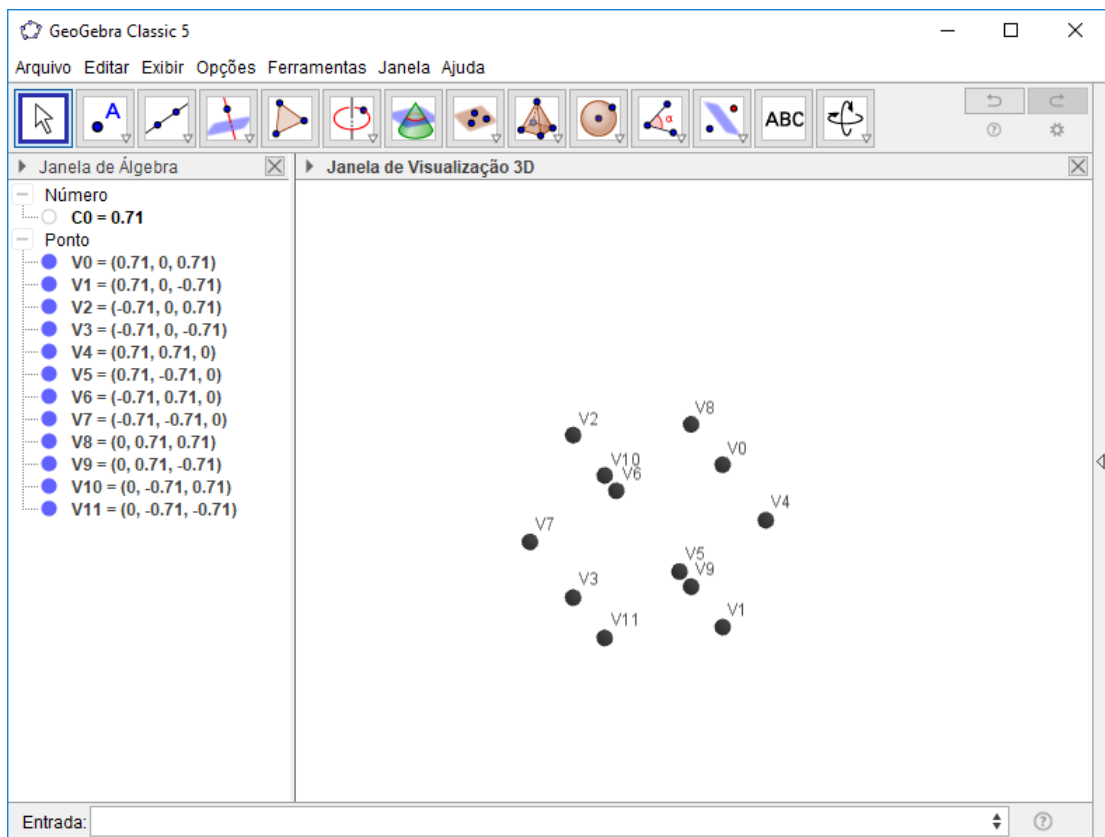 GeoGebra Classic 5
Arquivo Editar Exibir Opções Ferramentas Janela Ajuda
A
α
ABC
Janela de Álgebra
Janela de Visualização 3D
Número
C0 = 0.71
Ponto
V0 = (0.71, 0, 0.71)
V1 = (0.71, 0, -0.71)
V2 = (-0.71, 0, 0.71)
V3 = (-0.71, 0, -0.71)
V4 = (0.71, 0.71, 0)
V5 = (0.71, -0.71, 0)
V6 = (-0.71, 0.71, 0)
V7 = (-0.71, -0.71, 0)
V8 = (0, 0.71, 0.71)
V9 = (0, 0.71, -0.71)
V10 = (0, -0.71, 0.71)
V11 = (0, -0.71, -0.71)
V8
V2
V0
V10
V6
V4
V7
V5
V9
V3
V1
V11
Entrada: